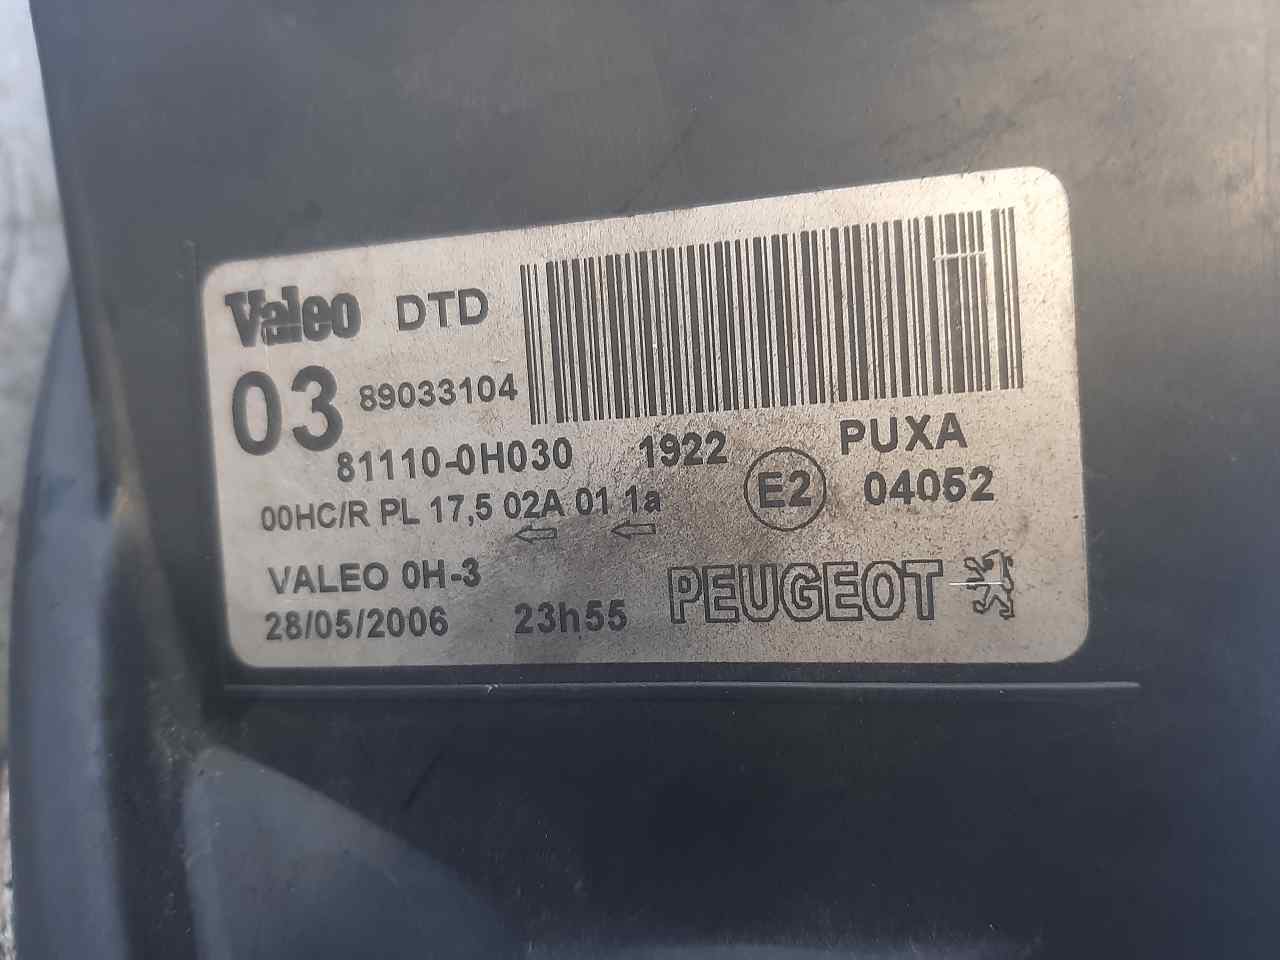 Valeo DTD
03 89033104
81110-0H030 1922 PUXA
00HC/R PL 17,5 02A 01 1a E2 04052
VALEO 0H-3
28/05/2006 23h55 PEUGEOT